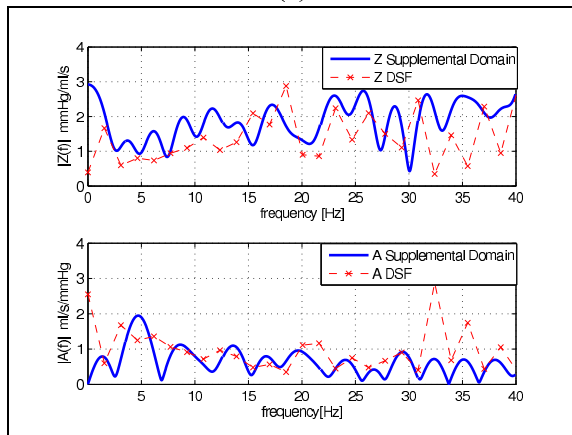 4
3
2
1
0
|Z(f)| mmHg/ml/s
Z Supplemental Domain
Z DSF
0 5 10 15 20 25 30 35 40
frequency [Hz]
4
3
2
1
0
|A(f)| ml/s/mmHg
A Supplemental Domain
A DSF
0 5 10 15 20 25 30 35 40
frequency[Hz]